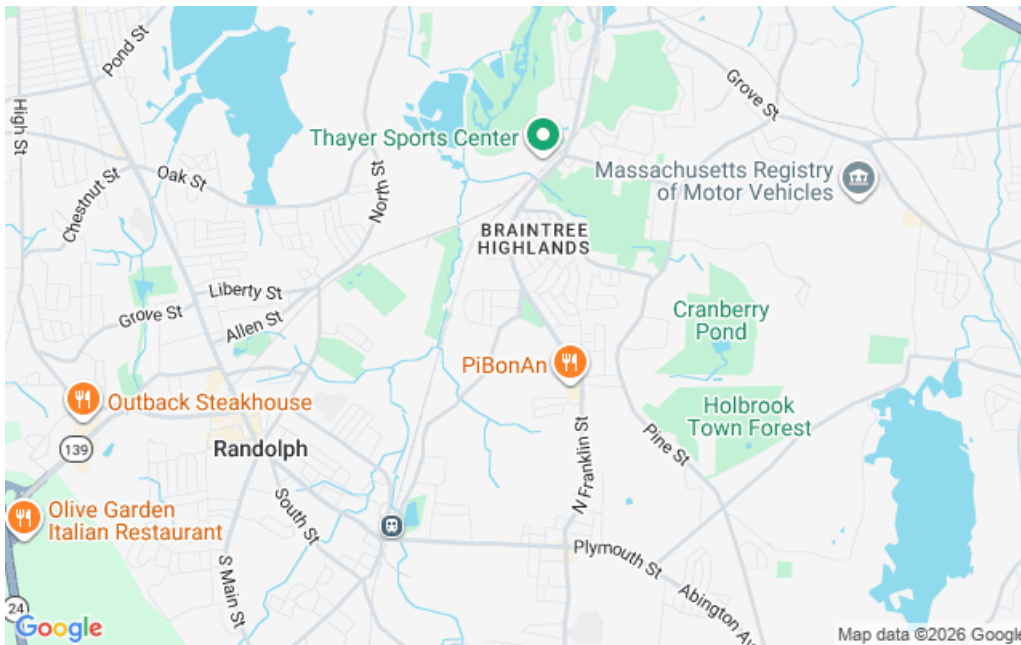 Pond St
High St
Grove St
Thayer Sports Center
Massachusetts Registry
of Motor Vehicles
Oak St
Chestnut St
North St
BRAINTREE
HIGHLANDS
Liberty St
Grove St
Allen St
Cranberry
Pond
PiBonAn
Outback Steakhouse
Holbrook
Town Forest
139
Randolph
N Franklin St
Pine St
Olive Garden
Italian Restaurant
South St
S Main St
Plymouth St
Abington Av
24
Google
Map data ©2026 Google